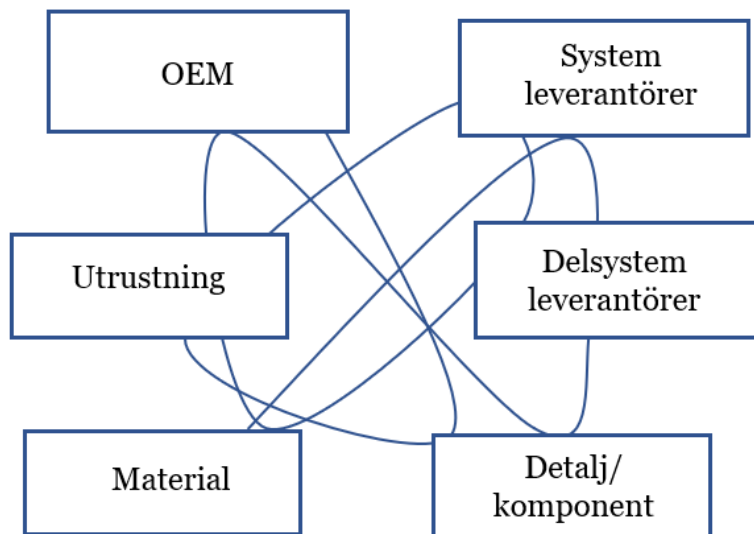 OEM
System
leverantörer
Utrustning
Delsystem
leverantörer
Material
Detalj/
komponent